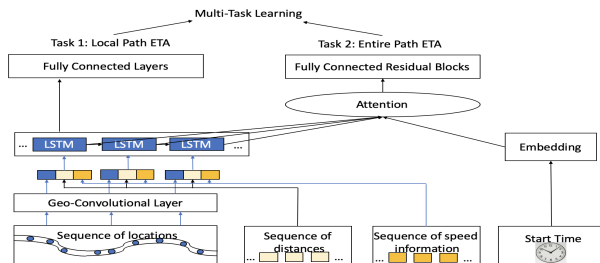 Multi-Task Learning
Task 1: Local Path ETA
Task 2: Entire Path ETA
Fully Connected Layers
Fully Connected Residual Blocks
Attention
... LSTM LSTM LSTM ...
Embedding
Geo-Convolutional Layer
Sequence of locations
Sequence of distances
... ...
Sequence of speed information
... ...
Start Time